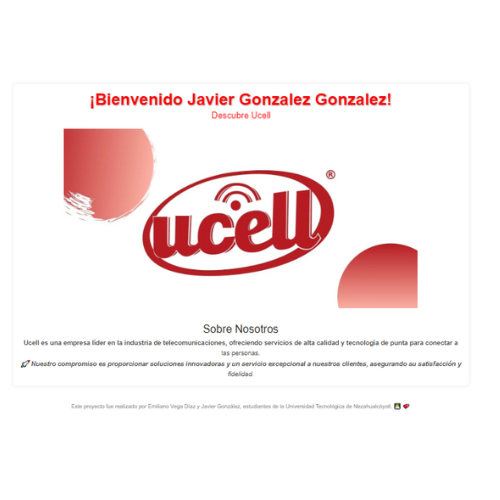 ¡Bienvenido Javier Gonzalez Gonzalez!
Descubre Ucell
ucell®
Sobre Nosotros
Ucell es una empresa líder en la industria de telecomunicaciones, ofreciendo servicios de alta calidad y tecnología de punta para conectar a
las personas.
🚀 Nuestro compromiso es proporcionar soluciones innovadoras y un servicio excepcional a nuestros clientes, asegurando su satisfacción y
fidelidad
Este proyecto fue realizado por Emiliano Vega Díaz y Javier González, estudiantes de la Universidad Tecnológica de Nezahualcóyotl.